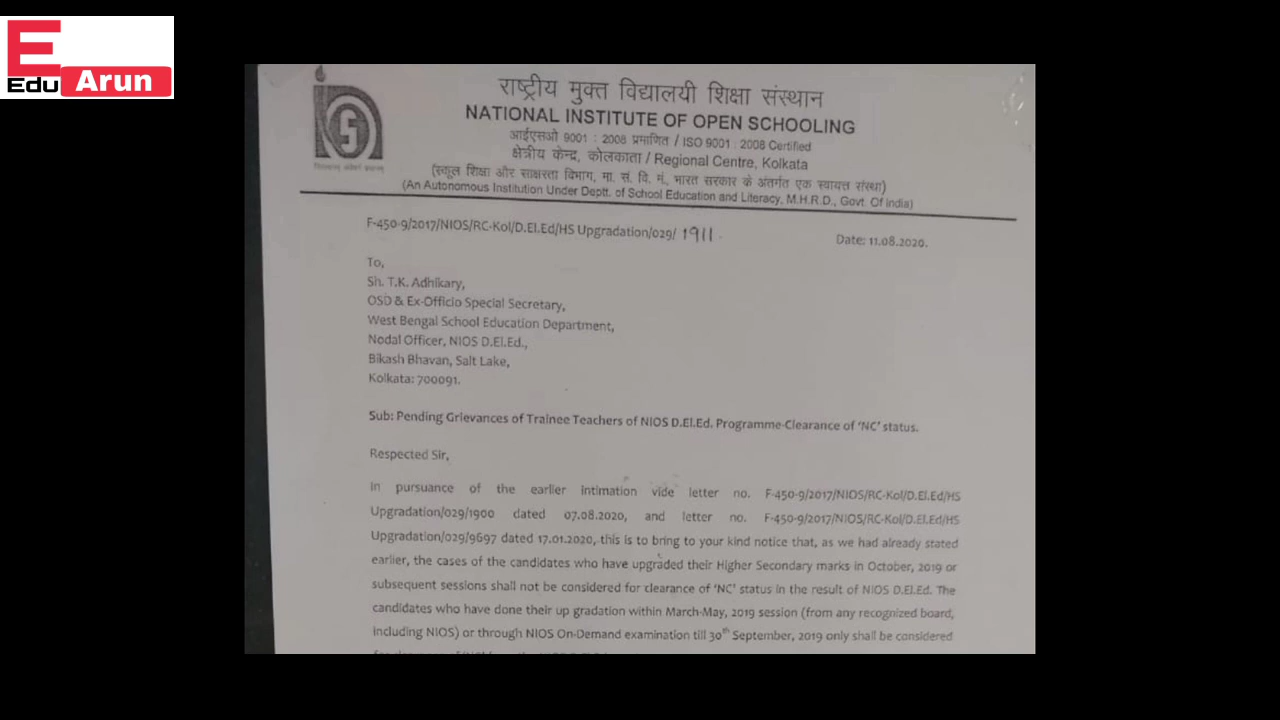 E
Edu Arun
राष्ट्रीय मुक्त विद्यालयी शिक्षा संस्थान
NATIONAL INSTITUTE OF OPEN SCHOOLING
आईएसओ 9001 : 2008 प्रमाणित / ISO 9001 : 2008 Certified
क्षेत्रीय केन्द्र, कोलकाता / Regional Centre, Kolkata
(स्कूल शिक्षा और साक्षरता विभाग, मा. सं. वि. मं., भारत सरकार के अंतर्गत एक स्वायत्त संस्था)
(An Autonomous Institution Under Deptt. of School Education and Literacy, M.H.R.D., Govt. Of India)
F-450-9/2017/NIOS/RC-Kol/D.El.Ed/HS Upgradation/029/ 1911 .
Date: 11.08.2020.
To,
Sh. T.K. Adhikary,
OSD & Ex-Officio Special Secretary,
West Bengal School Education Department,
Nodal Officer, NIOS D.El.Ed.,
Bikash Bhavan, Salt Lake,
Kolkata: 700091.
Sub: Pending Grievances of Trainee Teachers of NIOS D.El.Ed. Programme-Clearance of 'NC' status.
Respected Sir,
In pursuance of the earlier intimation vide letter no. F-450-9/2017/NIOS/RC-Kol/D.El.Ed/HS
Upgradation/029/1900 dated 07.08.2020, and letter no. F-450-9/2017/NIOS/RC-Kol/D.El.Ed/HS
Upgradation/029/9697 dated 17.01.2020, this is to bring to your kind notice that, as we had already stated
earlier, the cases of the candidates who have upgraded their Higher Secondary marks in October, 2019 or
subsequent sessions shall not be considered for clearance of 'NC' status in the result of NIOS D.El.Ed. The
candidates who have done their up gradation within March-May, 2019 session (from any recognized board,
including NIOS) or through NIOS On-Demand examination till 30th September, 2019 only shall be considered